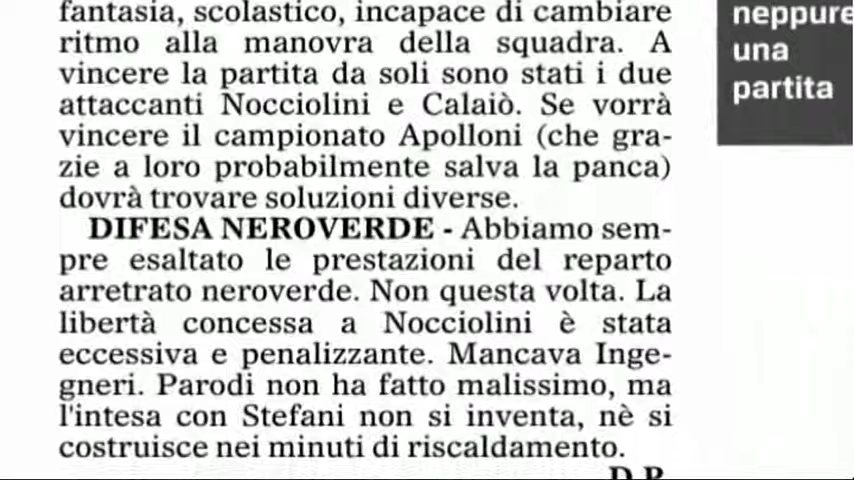 fantasia, scolastico, incapace di cambiare
ritmo alla manovra della squadra. A
vincere la partita da soli sono stati i due
attaccanti Nocciolini e Calaiò. Se vorrà
vincere il campionato Apolloni (che gra-
zie a loro probabilmente salva la panca)
dovrà trovare soluzioni diverse.
DIFESA NEROVERDE - Abbiamo sem-
pre esaltato le prestazioni del reparto
arretrato neroverde. Non questa volta. La
libertà concessa a Nocciolini è stata
eccessiva e penalizzante. Mancava Inge-
gneri. Parodi non ha fatto malissimo, ma
l'intesa con Stefani non si inventa, nè si
costruisce nei minuti di riscaldamento.
D.P.
neppure
una
partita